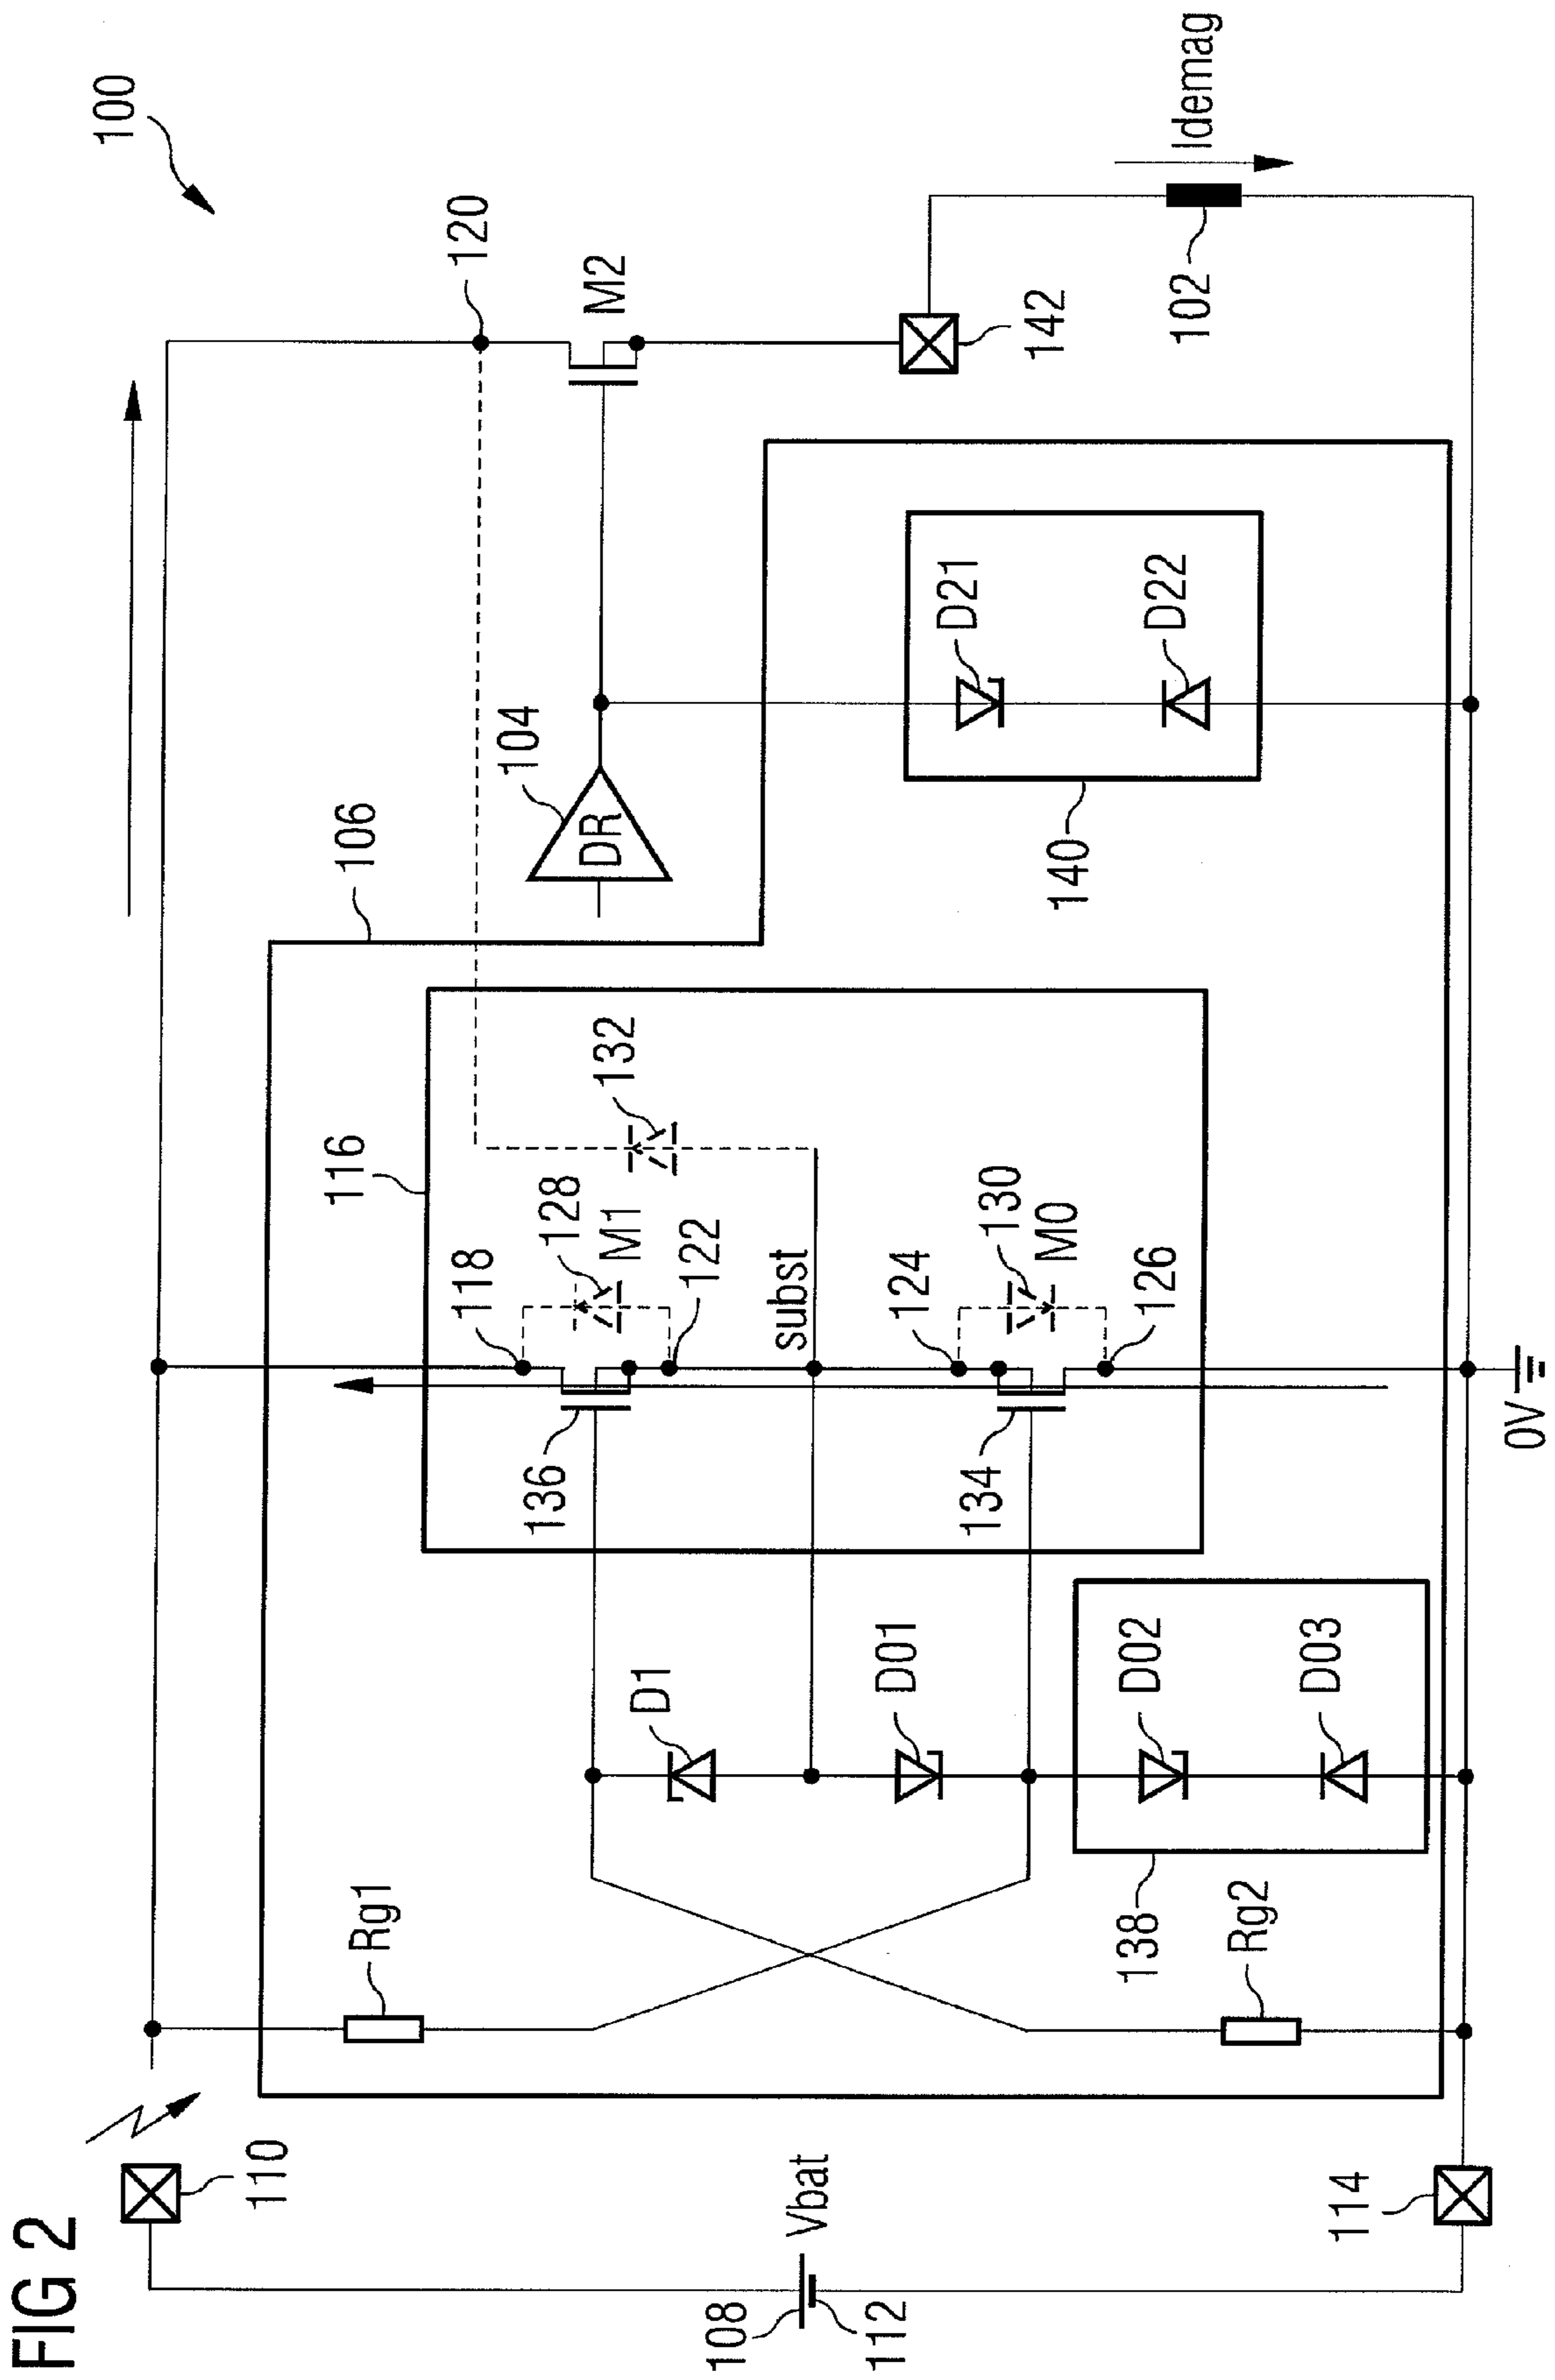 FIG 2
100
110
108
112
Vbat
114
Rg1
Rg2
138
D1
D01
D02
D03
136
134
116
118
128
M1
122
subst
124
130
M0
126
0V
132
106
104
DR
140
D21
D22
120
M2
142
102
Idemag